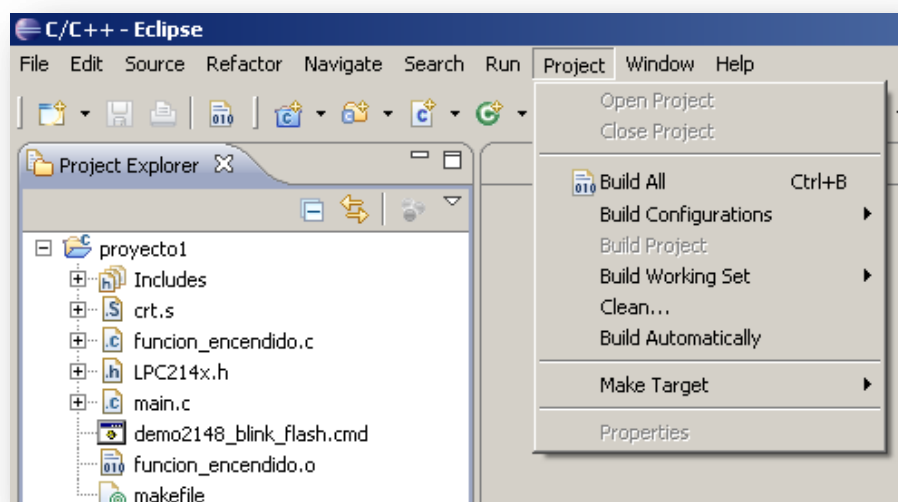 C/C++ - Eclipse
File Edit Source Refactor Navigate Search Run Project Window Help
Project Explorer
proyecto1
Includes
crt.s
funcion_encendido.c
LPC214x.h
main.c
demo2148_blink_flash.cmd
funcion_encendido.o
makefile
Open Project
Close Project
Build All Ctrl+B
Build Configurations
Build Project
Build Working Set
Clean...
Build Automatically
Make Target
Properties